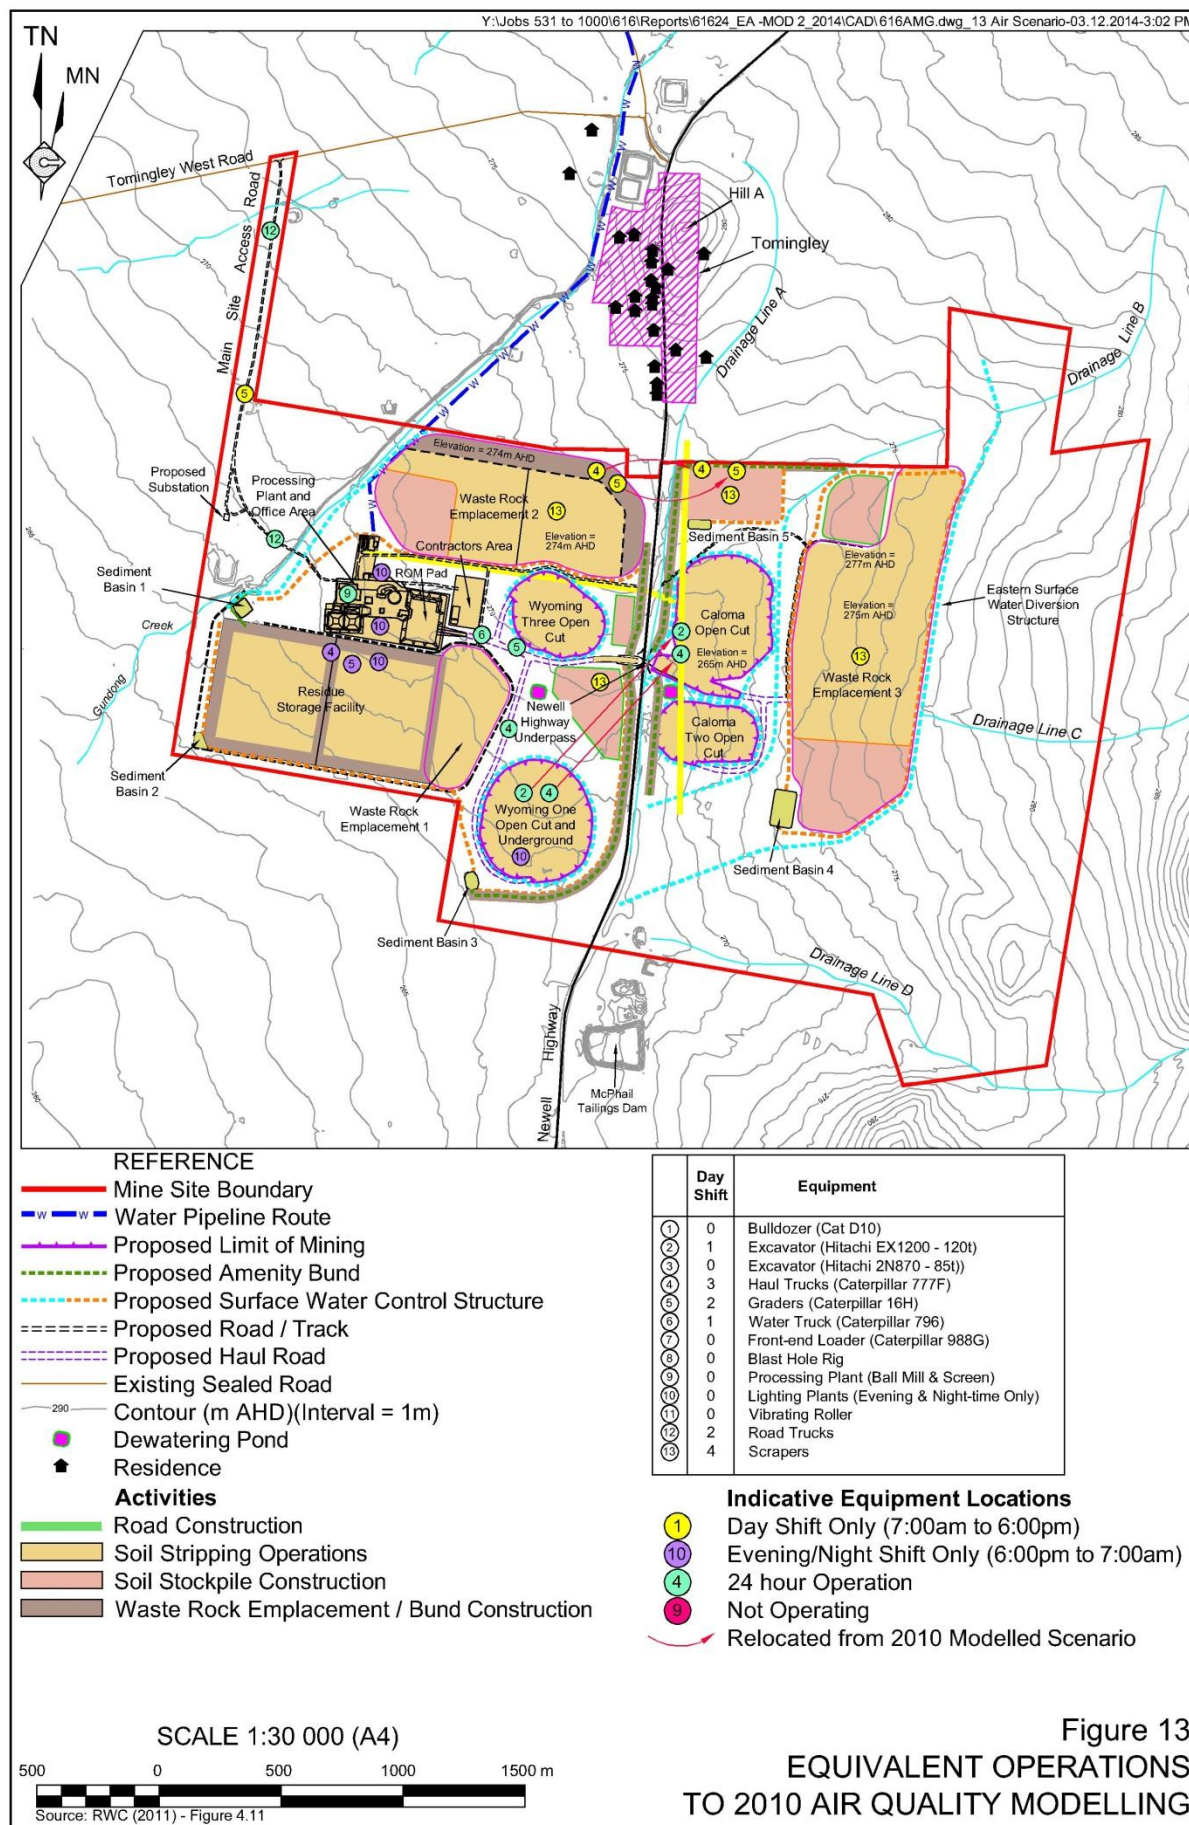 Y:\Jobs 531 to 1000\616\Reports\61624_EA -MOD 2_2014\CAD\616AMG.dwg_13 Air Scenario-03.12.2014-3:02 PM
TN
MN
Tomingley West Road
Main Site Access Road
Hill A
Tomingley
Drainage Line A
Drainage Line B
Elevation = 274m AHD
Proposed
Substation
Processing
Plant and
Office Area
Waste Rock
Emplacement 2
Elevation =
274m AHD
Contractors Area
ROM Pad
Sediment Basin 5
Elevation =
277m AHD
Elevation =
275m AHD
Eastern Surface
Water Diversion
Structure
Sediment
Basin 1
Wyoming
Three Open
Cut
Caloma
Open Cut
Elevation =
265m AHD
Waste Rock
Emplacement 3
Gundong Creek
Residue
Storage Facility
Newell
Highway
Underpass
Caloma
Two Open
Cut
Drainage Line C
Sediment
Basin 2
Waste Rock
Emplacement 1
Wyoming One
Open Cut and
Underground
Sediment Basin 4
Sediment Basin 3
Drainage Line D
Newell Highway
McPhail
Tailings Dam
REFERENCE
Mine Site Boundary
w w Water Pipeline Route
Proposed Limit of Mining
Proposed Amenity Bund
Proposed Surface Water Control Structure
Proposed Road / Track
Proposed Haul Road
Existing Sealed Road
290 Contour (m AHD)(Interval = 1m)
Dewatering Pond
Residence
Activities
Road Construction
Soil Stripping Operations
Soil Stockpile Construction
Waste Rock Emplacement / Bund Construction
Day
Shift Equipment
1 0 Bulldozer (Cat D10)
2 1 Excavator (Hitachi EX1200 - 120t)
3 0 Excavator (Hitachi 2N870 - 85t))
4 3 Haul Trucks (Caterpillar 777F)
5 2 Graders (Caterpillar 16H)
6 1 Water Truck (Caterpillar 796)
7 0 Front-end Loader (Caterpillar 988G)
8 0 Blast Hole Rig
9 0 Processing Plant (Ball Mill & Screen)
10 0 Lighting Plants (Evening & Night-time Only)
11 0 Vibrating Roller
12 2 Road Trucks
13 4 Scrapers
Indicative Equipment Locations
1 Day Shift Only (7:00am to 6:00pm)
10 Evening/Night Shift Only (6:00pm to 7:00am)
4 24 hour Operation
9 Not Operating
Relocated from 2010 Modelled Scenario
SCALE 1:30 000 (A4)
500 0 500 1000 1500 m
Source: RWC (2011) - Figure 4.11
Figure 13
EQUIVALENT OPERATIONS
TO 2010 AIR QUALITY MODELLING